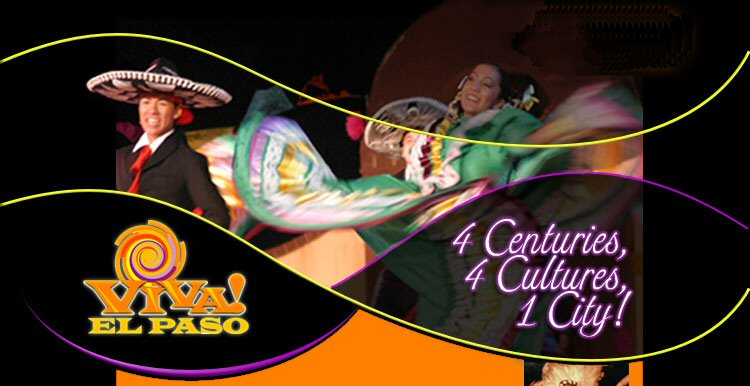 VIVA!
EL PASO
4 Centuries,
4 Cultures,
1 City!